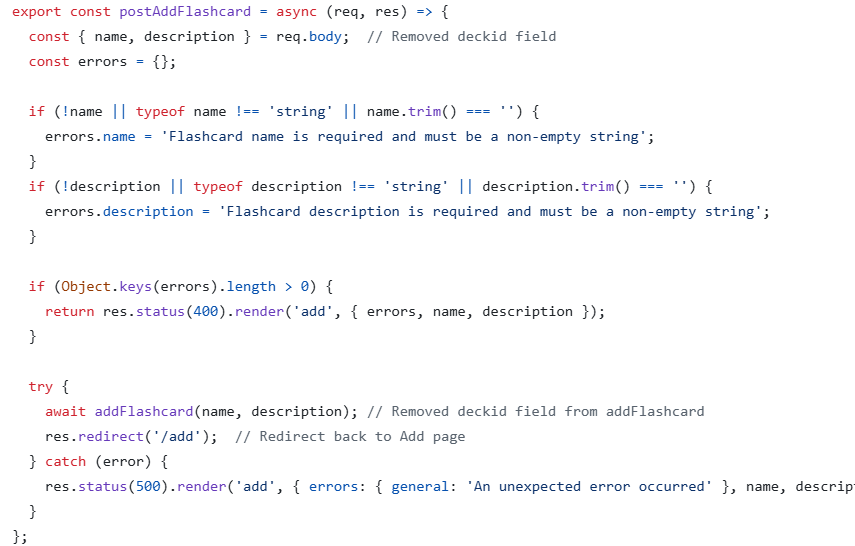 export const postAddFlashcard = async (req, res) => {
  const { name, description } = req.body;  // Removed deckid field
  const errors = {};

  if (!name || typeof name !== 'string' || name.trim() === '') {
    errors.name = 'Flashcard name is required and must be a non-empty string';
  }
  if (!description || typeof description !== 'string' || description.trim() === '') {
    errors.description = 'Flashcard description is required and must be a non-empty string';
  }

  if (Object.keys(errors).length > 0) {
    return res.status(400).render('add', { errors, name, description });
  }

  try {
    await addFlashcard(name, description); // Removed deckid field from addFlashcard
    res.redirect('/add');  // Redirect back to Add page
  } catch (error) {
    res.status(500).render('add', { errors: { general: 'An unexpected error occurred' }, name, descrip
  }
};